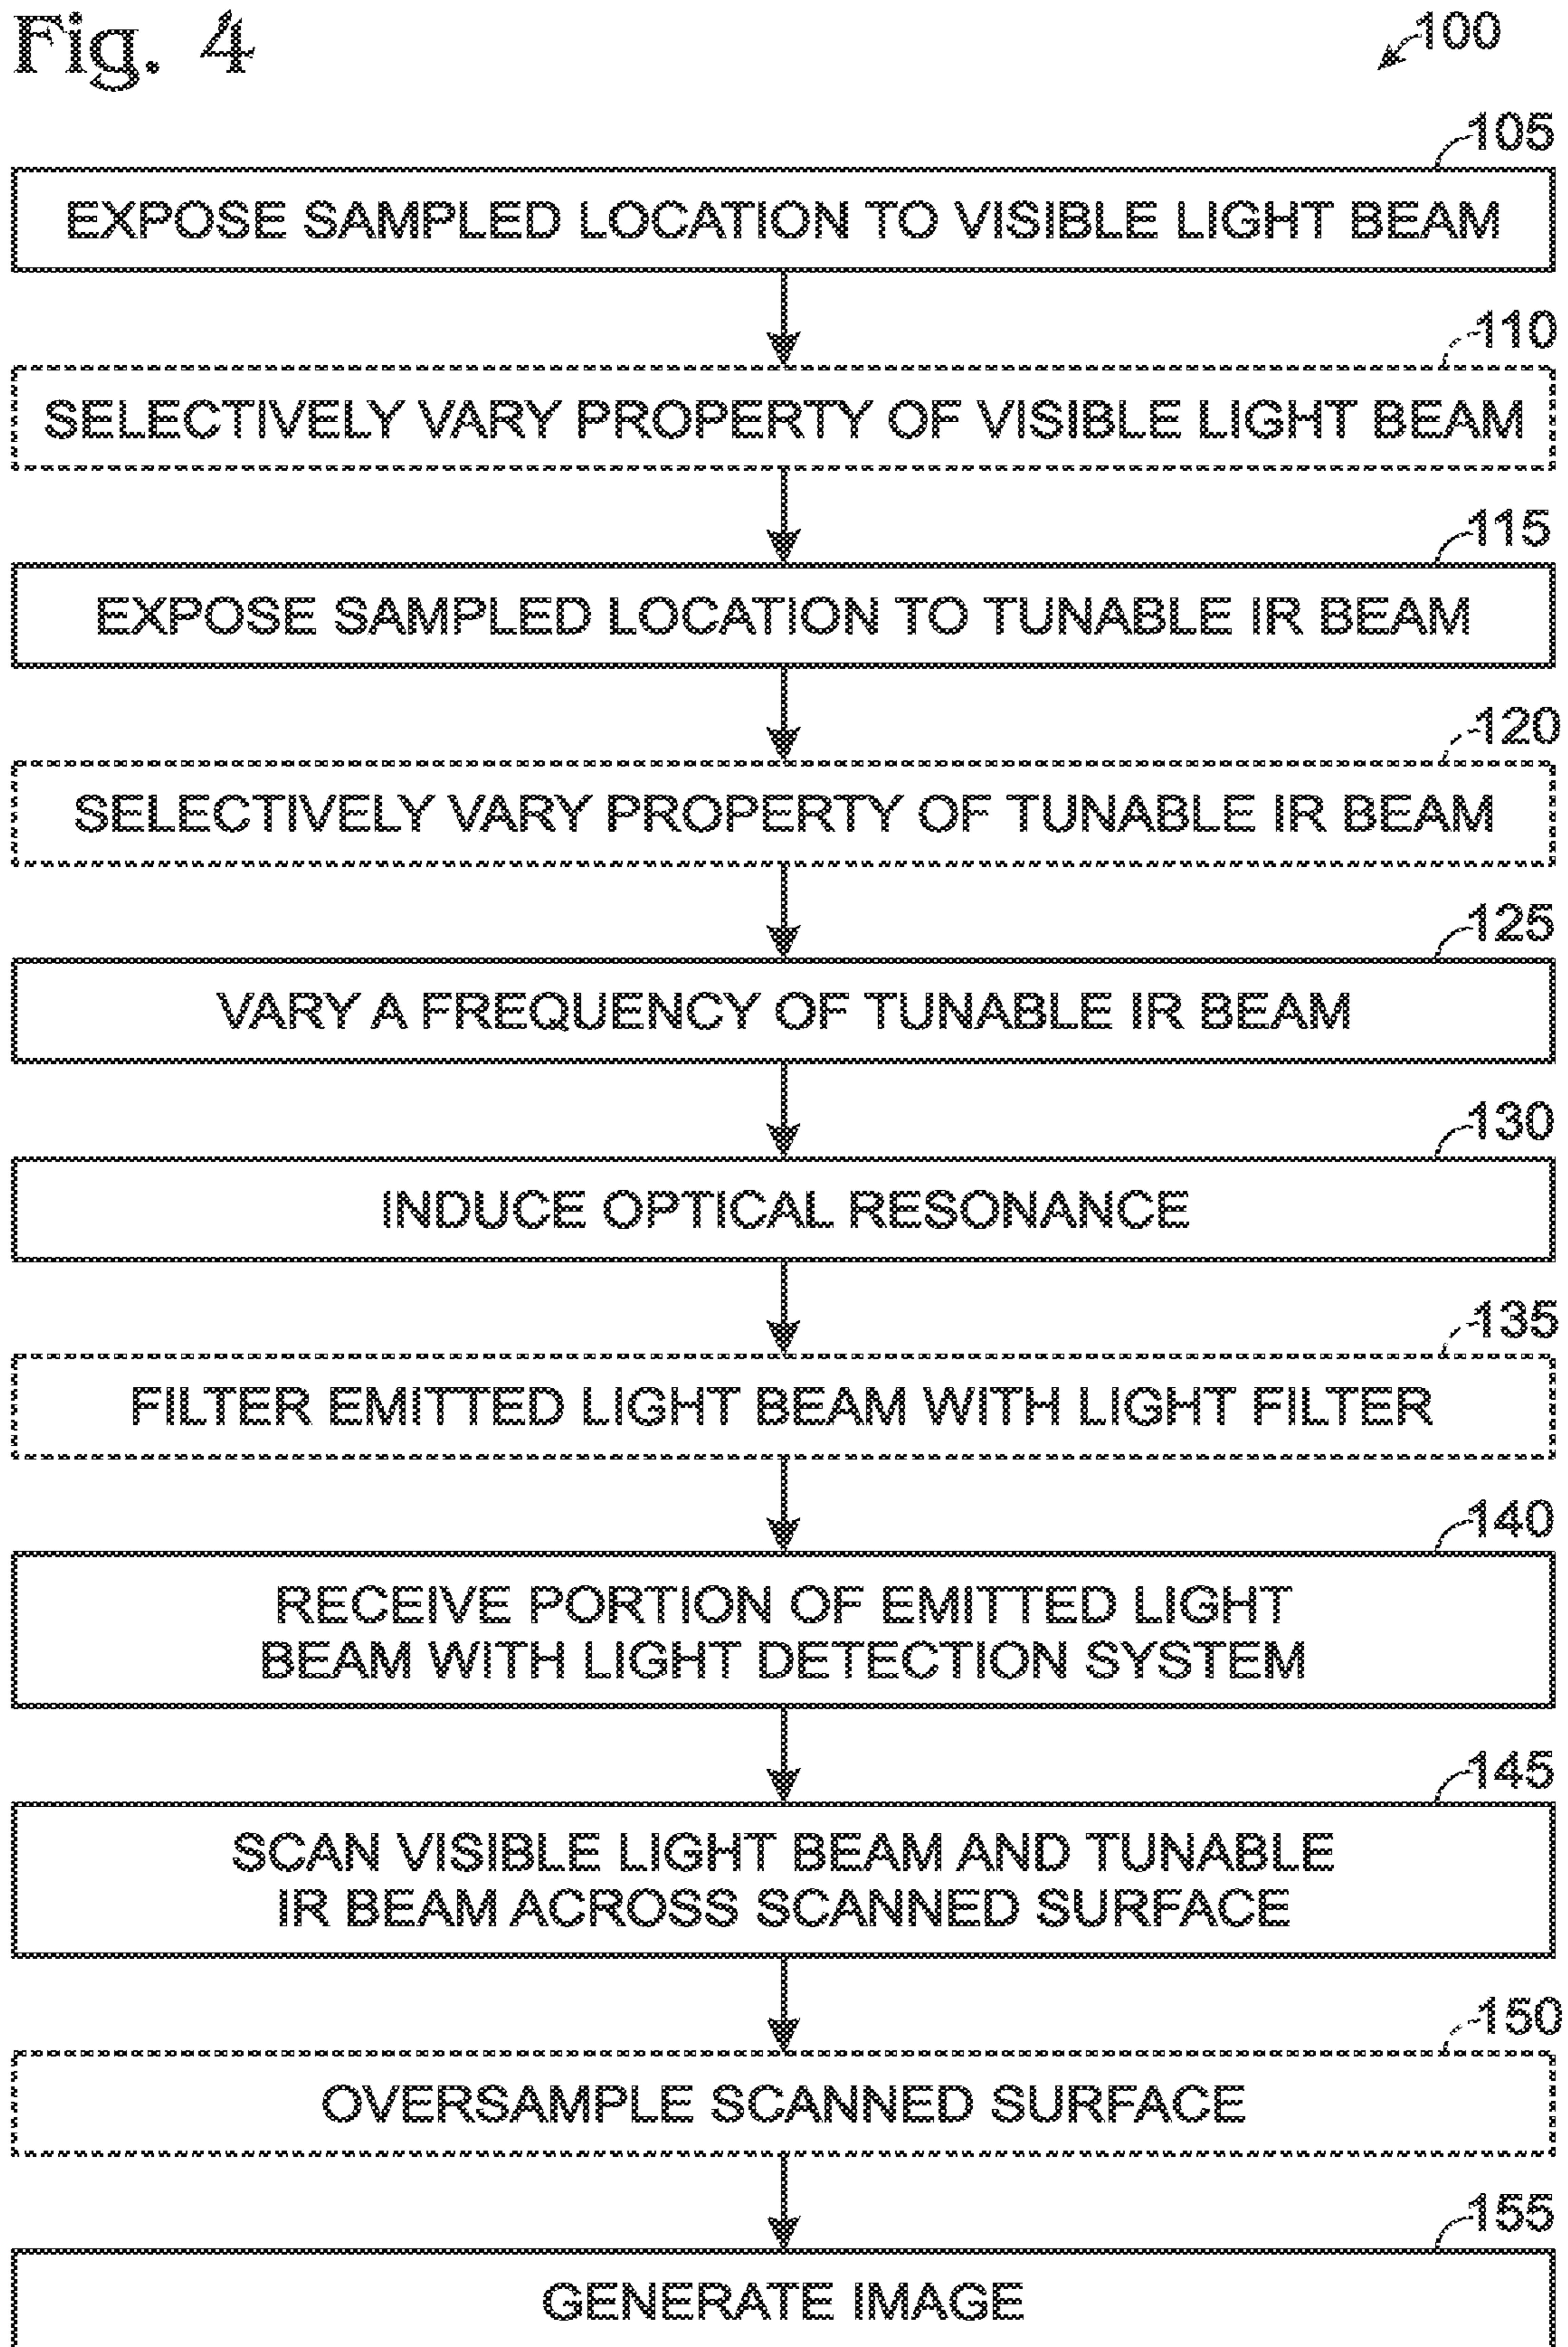 Fig. 4
100
105
EXPOSE SAMPLED LOCATION TO VISIBLE LIGHT BEAM
110
SELECTIVELY VARY PROPERTY OF VISIBLE LIGHT BEAM
115
EXPOSE SAMPLED LOCATION TO TUNABLE IR BEAM
120
SELECTIVELY VARY PROPERTY OF TUNABLE IR BEAM
125
VARY A FREQUENCY OF TUNABLE IR BEAM
130
INDUCE OPTICAL RESONANCE
135
FILTER EMITTED LIGHT BEAM WITH LIGHT FILTER
140
RECEIVE PORTION OF EMITTED LIGHT
BEAM WITH LIGHT DETECTION SYSTEM
145
SCAN VISIBLE LIGHT BEAM AND TUNABLE
IR BEAM ACROSS SCANNED SURFACE
150
OVERSAMPLE SCANNED SURFACE
155
GENERATE IMAGE